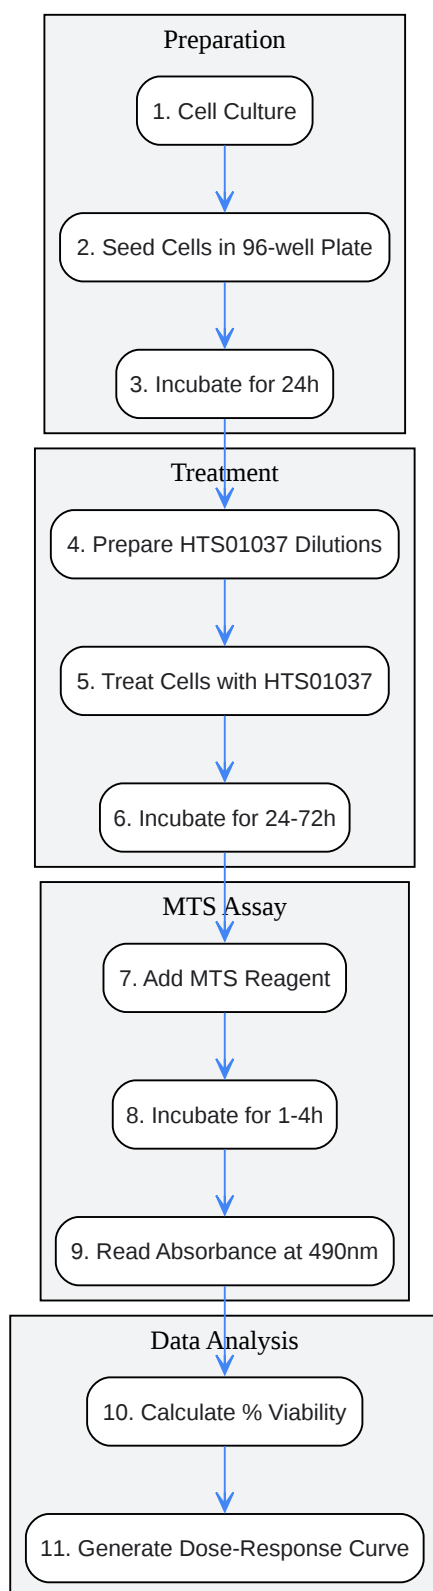 Preparation
1. Cell Culture
2. Seed Cells in 96-well Plate
3. Incubate for 24h
Treatment
4. Prepare HTS01037 Dilutions
5. Treat Cells with HTS01037
6. Incubate for 24-72h
MTS Assay
7. Add MTS Reagent
8. Incubate for 1-4h
9. Read Absorbance at 490nm
Data Analysis
10. Calculate % Viability
11. Generate Dose-Response Curve